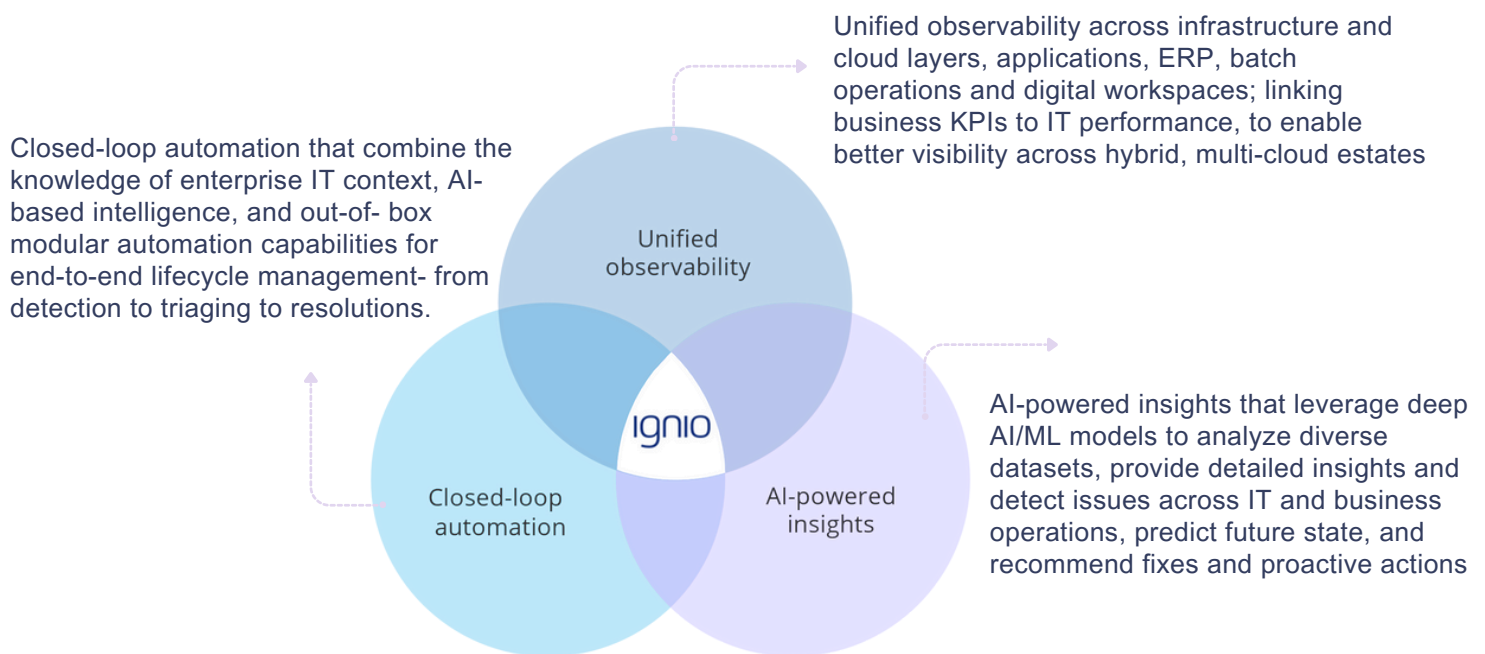 Unified observability across infrastructure and
cloud layers, applications, ERP, batch
operations and digital workspaces; linking
business KPIs to IT performance, to enable
better visibility across hybrid, multi-cloud estates
Closed-loop automation that combine the
knowledge of enterprise IT context, AI-
based intelligence, and out-of- box
modular automation capabilities for
end-to-end lifecycle management- from
detection to triaging to resolutions.
Unified
observability
ignio
Closed-loop
automation
AI-powered
insights
AI-powered insights that leverage deep
AI/ML models to analyze diverse
datasets, provide detailed insights and
detect issues across IT and business
operations, predict future state, and
recommend fixes and proactive actions